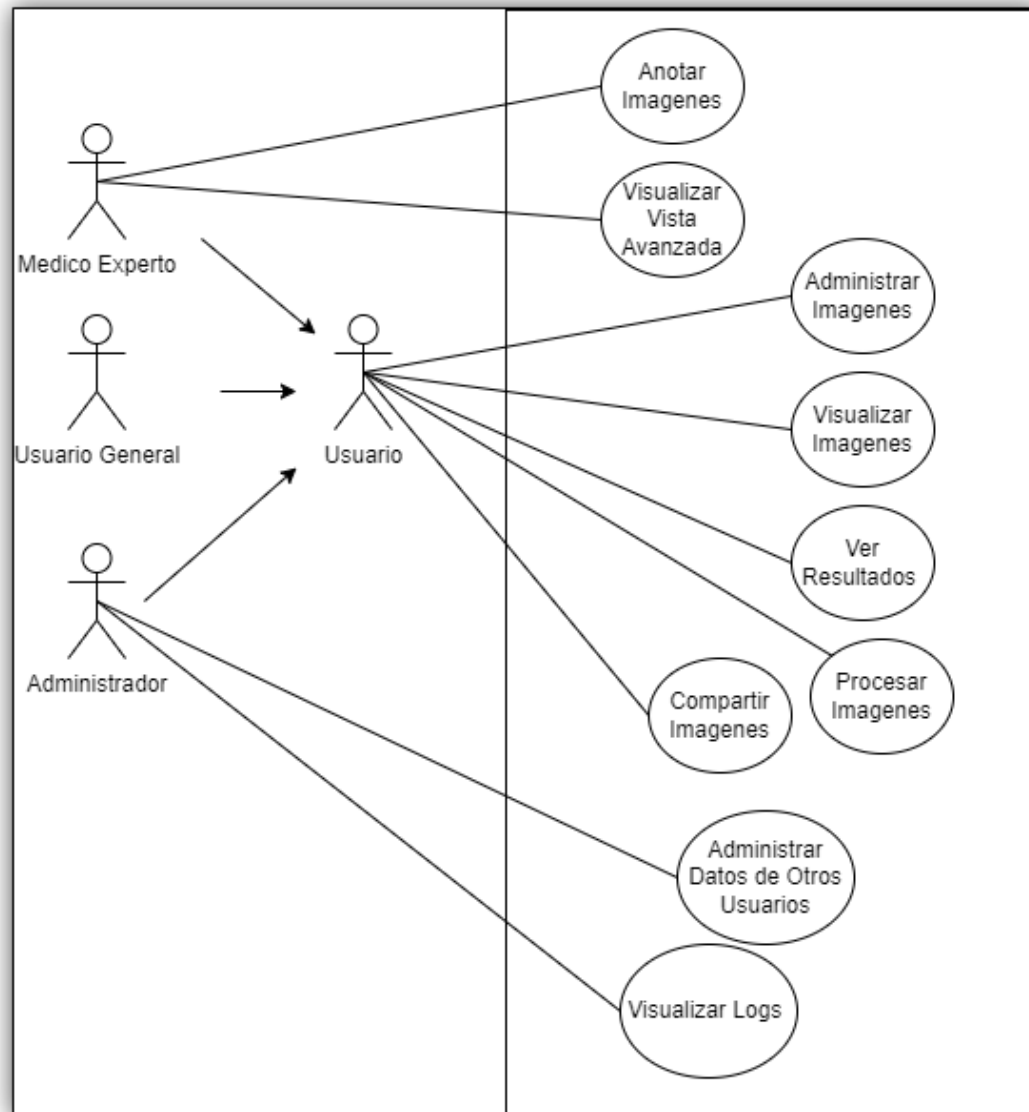 Anotar
Imagenes
Visualizar
Vista
Avanzada
Medico Experto
Administrar
Imagenes
Visualizar
Imagenes
Usuario General
Usuario
Ver
Resultados
Administrador
Compartir
Imagenes
Procesar
Imagenes
Administrar
Datos de Otros
Usuarios
Visualizar Logs